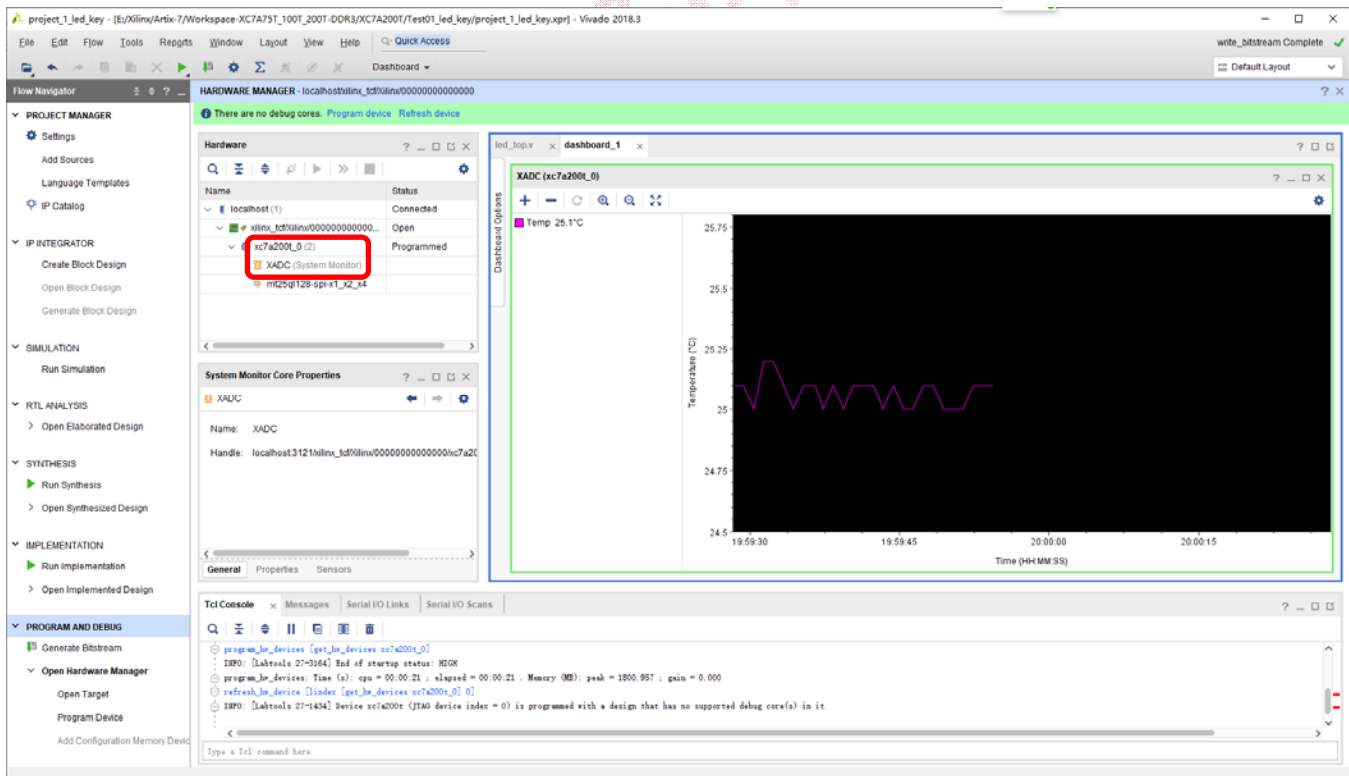 project_1_led_key - [E:/Xilinx/Artix-7/Workspace-XC7A75T_100T_200T-DDR3/XC7A200T/Test01_led_key/project_1_led_key.xpr] - Vivado 2018.3
File Edit Flow Tools Reports Window Layout View Help Quick Access
write_bitstream Complete
Dashboard
Default Layout
Flow Navigator
HARDWARE MANAGER - localhost/xilinx_tcf/Xilinx/00000000000000
There are no debug cores. Program device Refresh device
PROJECT MANAGER
Settings
Add Sources
Language Templates
IP Catalog
IP INTEGRATOR
Create Block Design
Open Block Design
Generate Block Design
SIMULATION
Run Simulation
RTL ANALYSIS
Open Elaborated Design
SYNTHESIS
Run Synthesis
Open Synthesized Design
IMPLEMENTATION
Run Implementation
Open Implemented Design
PROGRAM AND DEBUG
Generate Bitstream
Open Hardware Manager
Open Target
Program Device
Add Configuration Memory Devic
Hardware
Name Status
localhost (1) Connected
xilinx_tcf/Xilinx/000000000000... Open
xc7a200t_0 (2) Programmed
XADC (System Monitor)
mt25ql128-spi-x1_x2_x4
System Monitor Core Properties
XADC
Name: XADC
Handle: localhost:3121/xilinx_tcf/Xilinx/00000000000000/xc7a20
General Properties Sensors
led_top.v dashboard_1
Dashboard Options
XADC (xc7a200t_0)
Temp 25.1°C
Temperature (°C)
25.75
25.5
25.25
25
24.75
24.5
19:59:30 19:59:45 20:00:00 20:00:15
Time (HH:MM:SS)
Tcl Console Messages Serial I/O Links Serial I/O Scans
program_hw_devices [get_hw_devices xc7a200t_0]
INFO: [Labtools 27-3164] End of startup status: HIGH
program_hw_devices: Time (s): cpu = 00:00:21 ; elapsed = 00:00:21 . Memory (MB): peak = 1800.957 ; gain = 0.000
refresh_hw_device [lindex [get_hw_devices xc7a200t_0] 0]
INFO: [Labtools 27-1434] Device xc7a200t (JTAG device index = 0) is programmed with a design that has no supported debug core(s) in it.
Type a Tcl command here